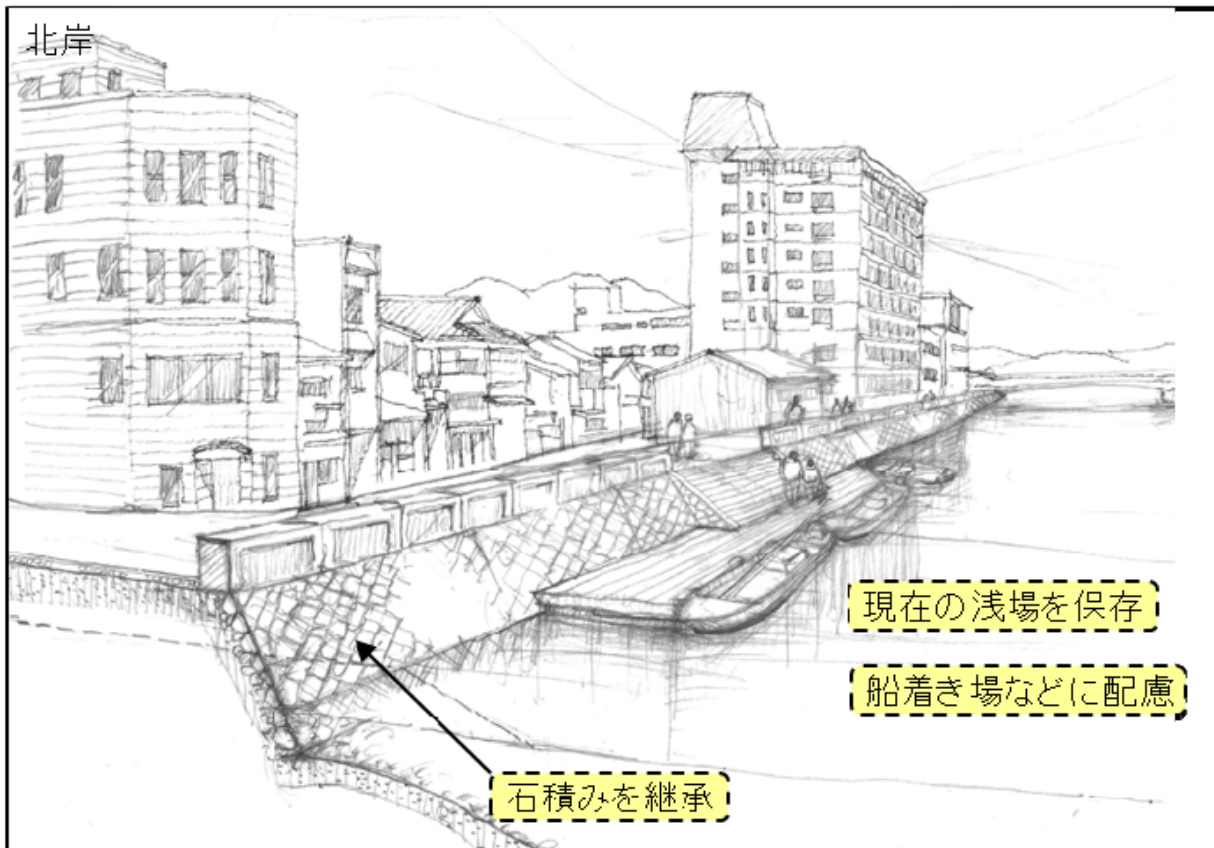 北岸
現在の浅場を保存
船着き場などに配慮
石積みを継承